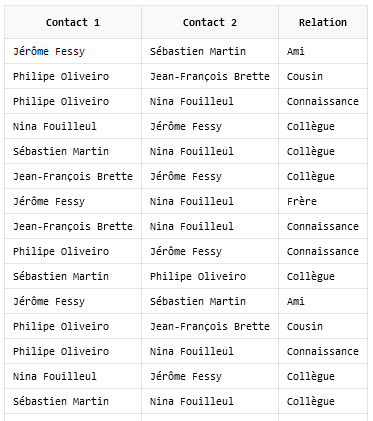 Contact 1 Contact 2 Relation
Jérôme Fessy Sébastien Martin Ami
Philipe Oliveiro Jean-François Brette Cousin
Philipe Oliveiro Nina Fouilleul Connaissance
Nina Fouilleul Jérôme Fessy Collègue
Sébastien Martin Nina Fouilleul Collègue
Jean-François Brette Jérôme Fessy Collègue
Jérôme Fessy Nina Fouilleul Frère
Jean-François Brette Nina Fouilleul Connaissance
Philipe Oliveiro Jérôme Fessy Connaissance
Sébastien Martin Philipe Oliveiro Collègue
Jérôme Fessy Sébastien Martin Ami
Philipe Oliveiro Jean-François Brette Cousin
Philipe Oliveiro Nina Fouilleul Connaissance
Nina Fouilleul Jérôme Fessy Collègue
Sébastien Martin Nina Fouilleul Collègue